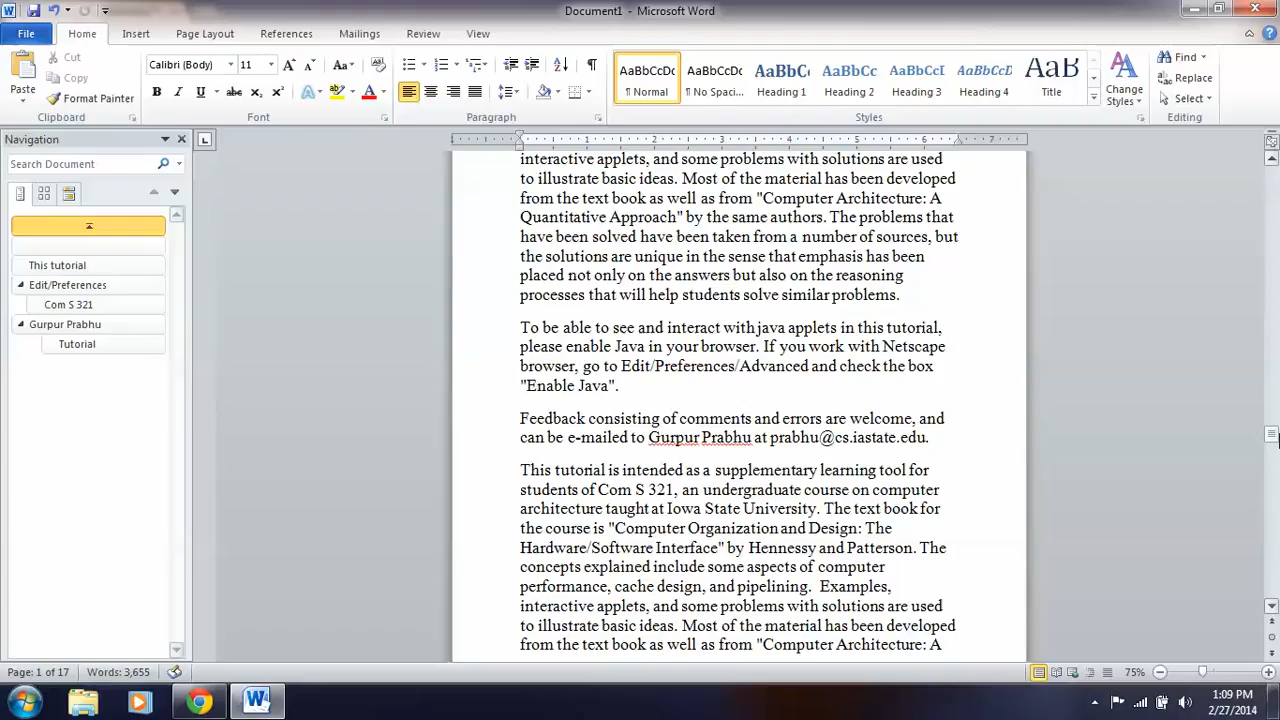 Document1 - Microsoft Word
File Home Insert Page Layout References Mailings Review View
Paste
Cut
Copy
Format Painter
Clipboard
Calibri (Body) 11
Font
Paragraph
AaBbCcDc AaBbCcDc AaBbC AaBbCc AaBbCcI AaBbCcD AaB
¶ Normal ¶ No Spaci... Heading 1 Heading 2 Heading 3 Heading 4 Title
Change
Styles
Styles
Find
Replace
Select
Editing
Navigation
Search Document
This tutorial
Edit/Preferences
Com S 321
Gurpur Prabhu
Tutorial
1 1 2 3 4 5 6 7
interactive applets, and some problems with solutions are used
to illustrate basic ideas. Most of the material has been developed
from the text book as well as from "Computer Architecture: A
Quantitative Approach" by the same authors. The problems that
have been solved have been taken from a number of sources, but
the solutions are unique in the sense that emphasis has been
placed not only on the answers but also on the reasoning
processes that will help students solve similar problems.
To be able to see and interact with java applets in this tutorial,
please enable Java in your browser. If you work with Netscape
browser, go to Edit/Preferences/Advanced and check the box
"Enable Java".
Feedback consisting of comments and errors are welcome, and
can be e-mailed to Gurpur Prabhu at prabhu@cs.iastate.edu.
This tutorial is intended as a supplementary learning tool for
students of Com S 321, an undergraduate course on computer
architecture taught at Iowa State University. The text book for
the course is "Computer Organization and Design: The
Hardware/Software Interface" by Hennessy and Patterson. The
concepts explained include some aspects of computer
performance, cache design, and pipelining.  Examples,
interactive applets, and some problems with solutions are used
to illustrate basic ideas. Most of the material has been developed
from the text book as well as from "Computer Architecture: A
Page: 1 of 17 Words: 3,655
75%
1:09 PM
2/27/2014